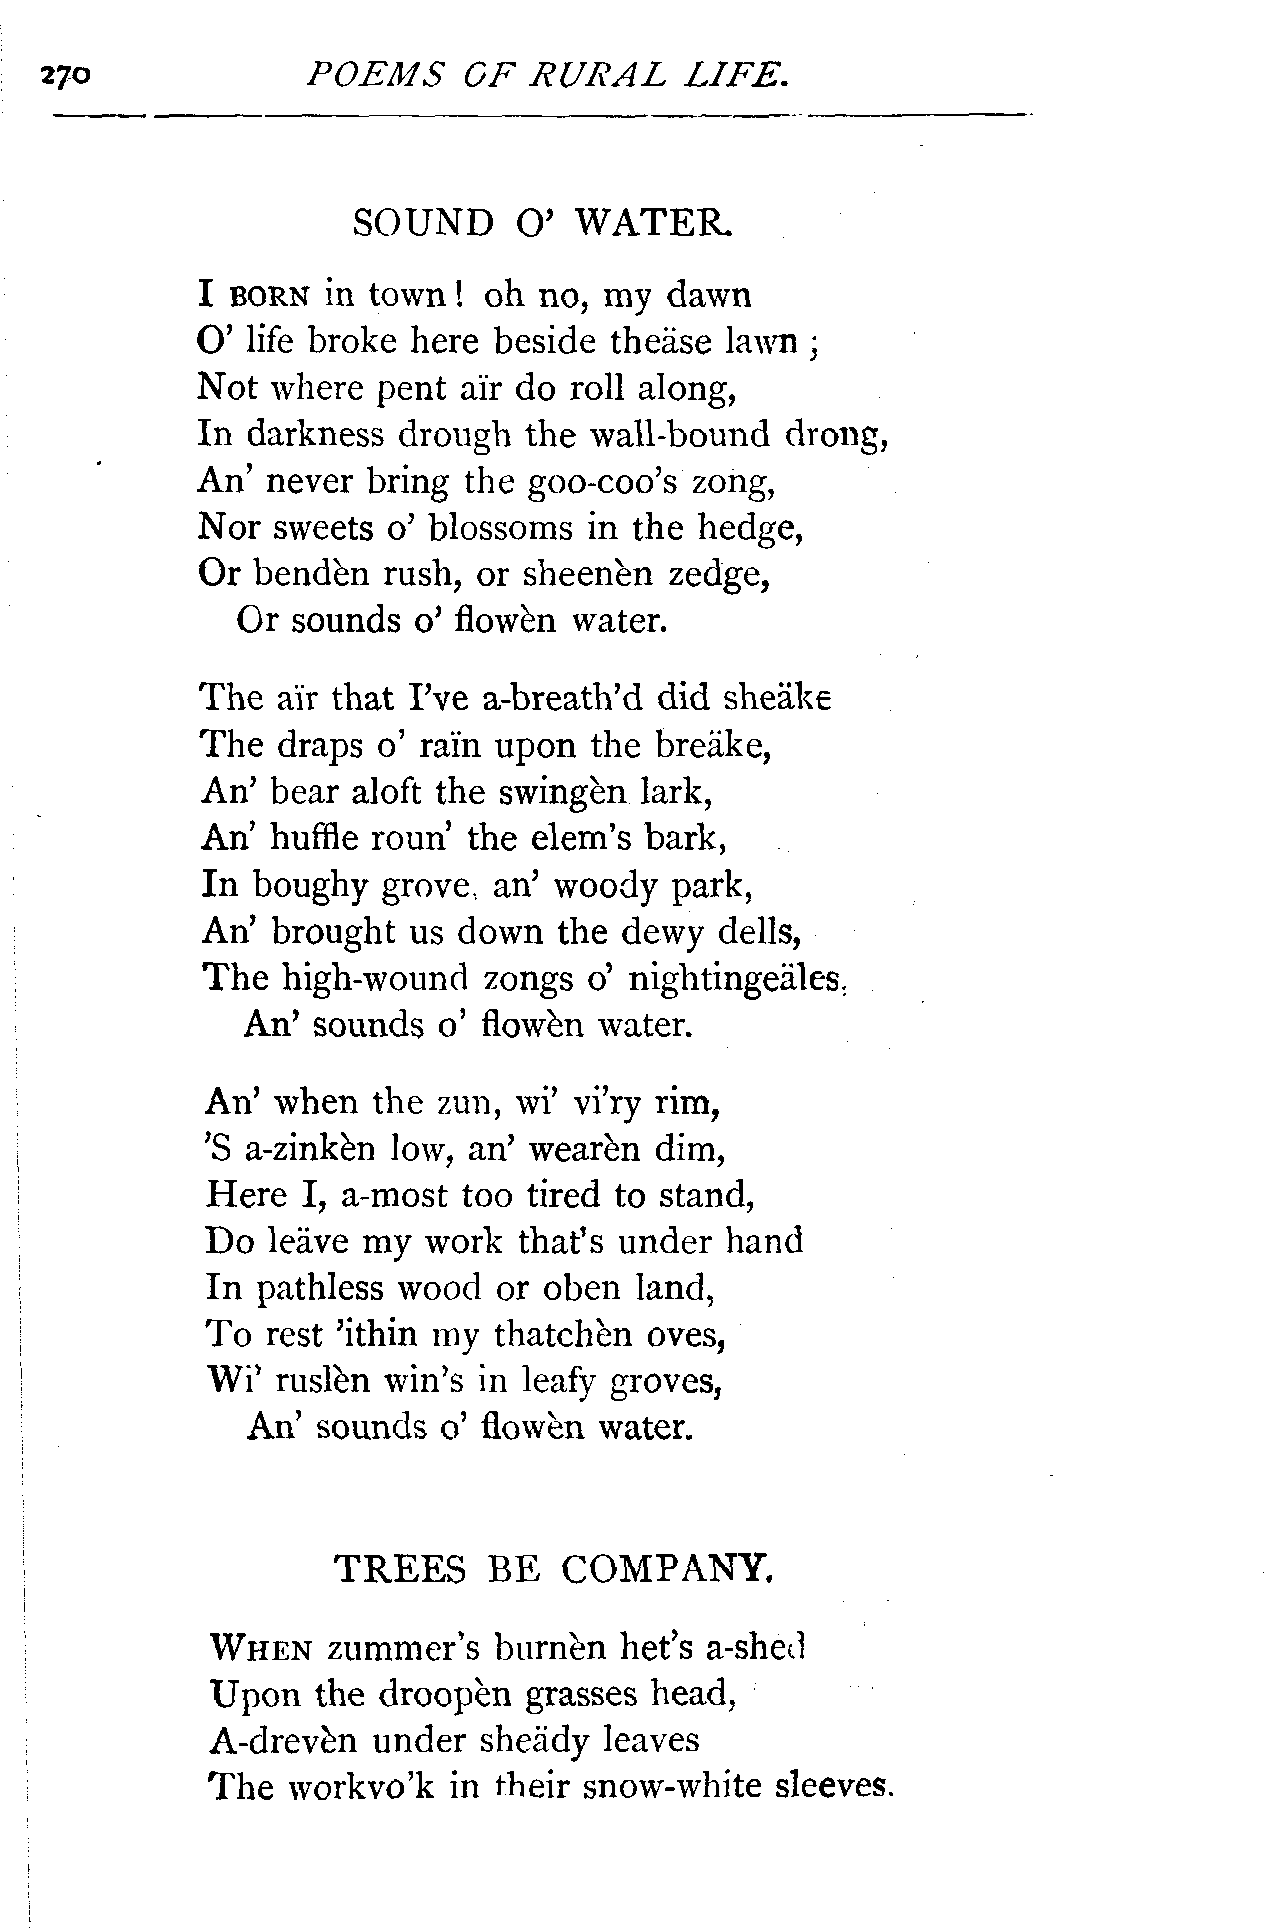 270 POEMS OF RURAL LIFE.
SOUND O' WATER.
I BORN in town! oh no, my dawn
O' life broke here beside theäse lawn;
Not where pent aïr do roll along,
In darkness drough the wall-bound drong,
An' never bring the goo-coo's zong,
Nor sweets o' blossoms in the hedge,
Or bendèn rush, or sheenèn zedge,
Or sounds o' flowèn water.
The aïr that I've a-breath'd did sheäke
The draps o' raïn upon the breäke,
An' bear aloft the swingèn lark,
An' huffle roun' the elem's bark,
In boughy grove, an' woody park,
An' brought us down the dewy dells,
The high-wound zongs o' nightingeäles,
An' sounds o' flowèn water.
An' when the zun, wi' vi'ry rim,
'S a-zinkèn low, an' wearèn dim,
Here I, a-most too tired to stand,
Do leäve my work that's under hand
In pathless wood or oben land,
To rest 'ithin my thatchèn oves,
Wi' ruslèn win's in leafy groves,
An' sounds o' flowèn water.
TREES BE COMPANY.
WHEN zummer's burnèn het's a-shed
Upon the droopèn grasses head,
A-drevèn under sheädy leaves
The workvo'k in their snow-white sleeves.